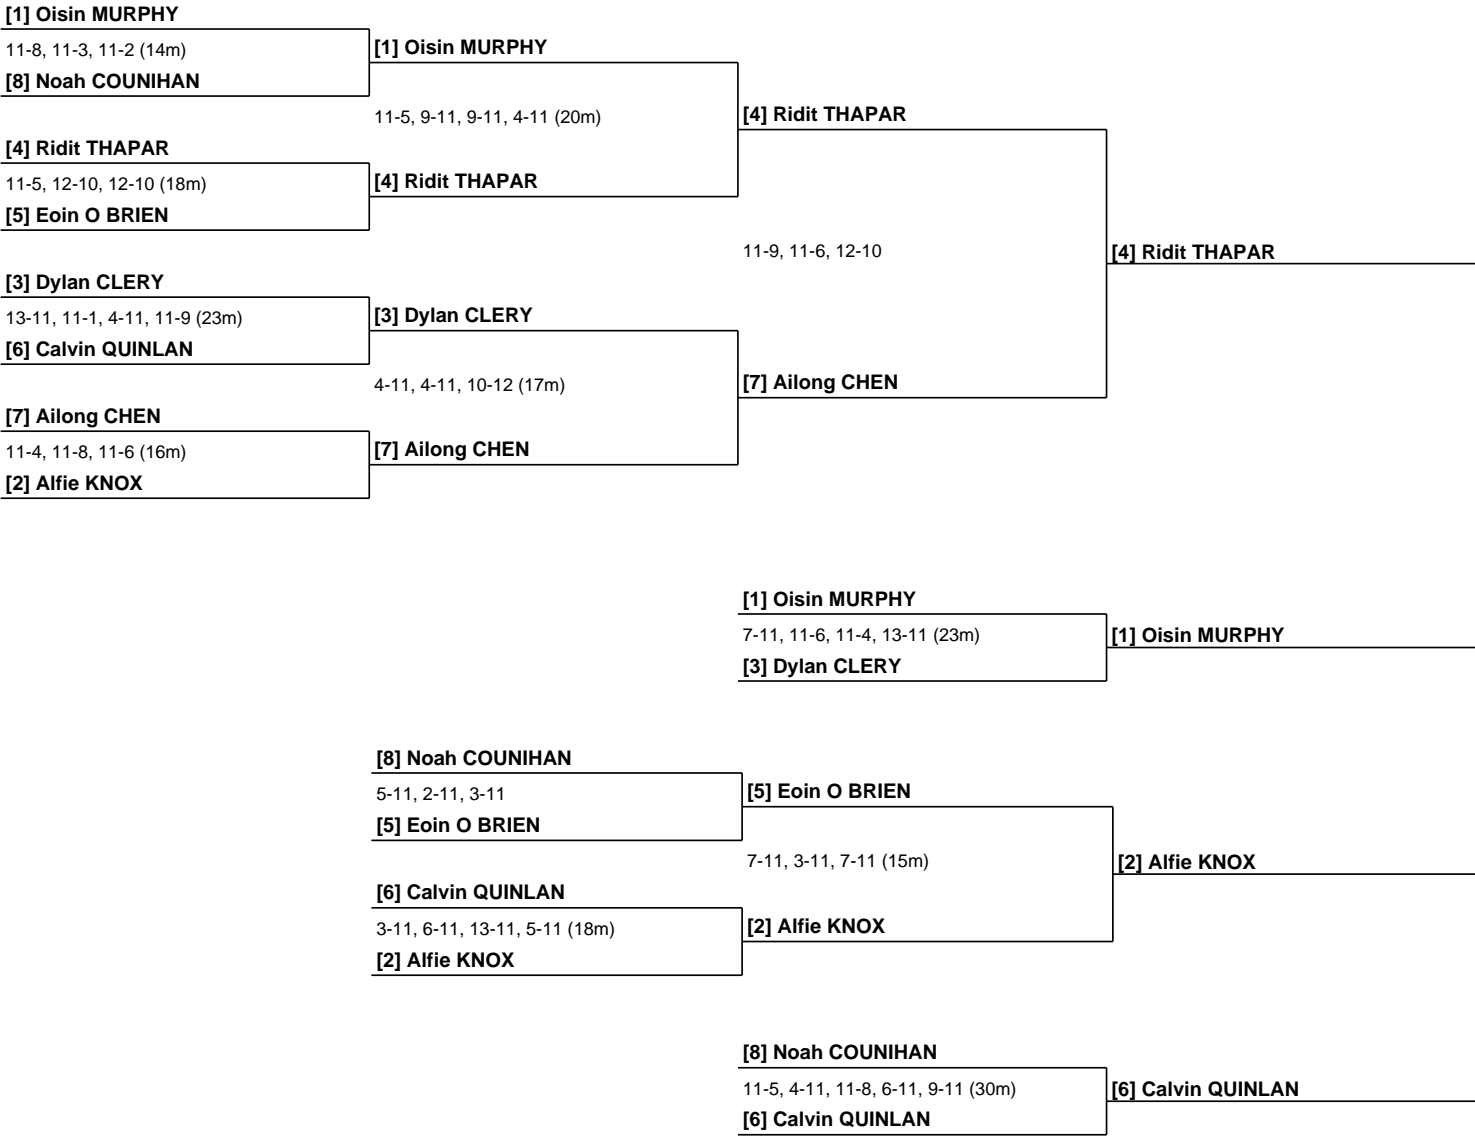 [1] Oisin MURPHY
11-8, 11-3, 11-2 (14m)
[1] Oisin MURPHY
[8] Noah COUNIHAN
11-5, 9-11, 9-11, 4-11 (20m)
[4] Ridit THAPAR
[4] Ridit THAPAR
11-5, 12-10, 12-10 (18m)
[4] Ridit THAPAR
[5] Eoin O BRIEN
11-9, 11-6, 12-10
[4] Ridit THAPAR
[3] Dylan CLERY
13-11, 11-1, 4-11, 11-9 (23m)
[3] Dylan CLERY
[6] Calvin QUINLAN
4-11, 4-11, 10-12 (17m)
[7] Ailong CHEN
[7] Ailong CHEN
11-4, 11-8, 11-6 (16m)
[7] Ailong CHEN
[2] Alfie KNOX
[1] Oisin MURPHY
7-11, 11-6, 11-4, 13-11 (23m)
[1] Oisin MURPHY
[3] Dylan CLERY
[8] Noah COUNIHAN
5-11, 2-11, 3-11
[5] Eoin O BRIEN
[5] Eoin O BRIEN
7-11, 3-11, 7-11 (15m)
[2] Alfie KNOX
[6] Calvin QUINLAN
3-11, 6-11, 13-11, 5-11 (18m)
[2] Alfie KNOX
[2] Alfie KNOX
[8] Noah COUNIHAN
11-5, 4-11, 11-8, 6-11, 9-11 (30m)
[6] Calvin QUINLAN
[6] Calvin QUINLAN